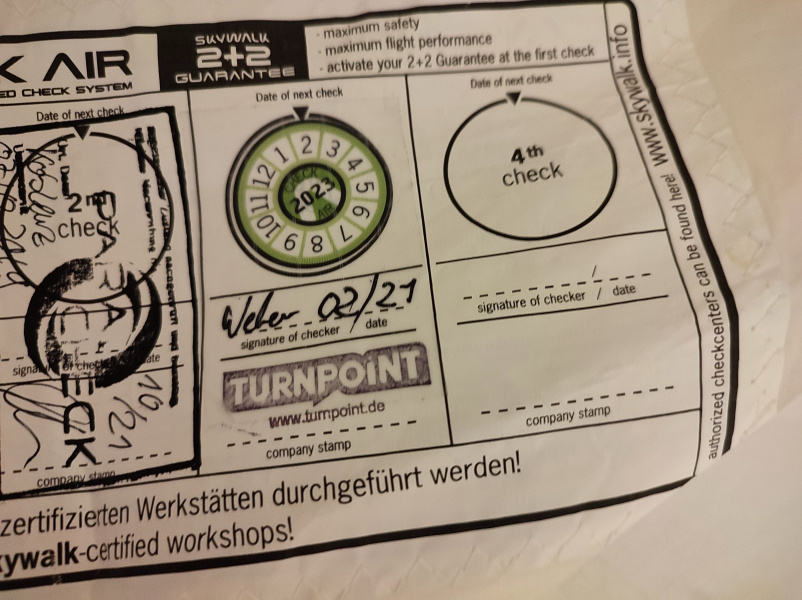 K AIR
ED CHECK SYSTEM
SKYWALK
2+2
GUARANTEE
- maximum safety
- maximum flight performance
- activate your 2+2 Guarantee at the first check
Date of next check
2n
check
PARA
CHECK
10/21
company stamp
Date of next check
1 2 3 4 5 6 7 8 9 10 11 12
CHECK
2023
AIR
Weber 02/21
signature of checker / date
TURNPOINT
www.turnpoint.de
company stamp
Date of next check
4th
check
/
signature of checker / date
company stamp
authorized checkcenters can be found here! www.skywalk.info
zertifizierten Werkstätten durchgeführt werden!
kywalk-certified workshops!